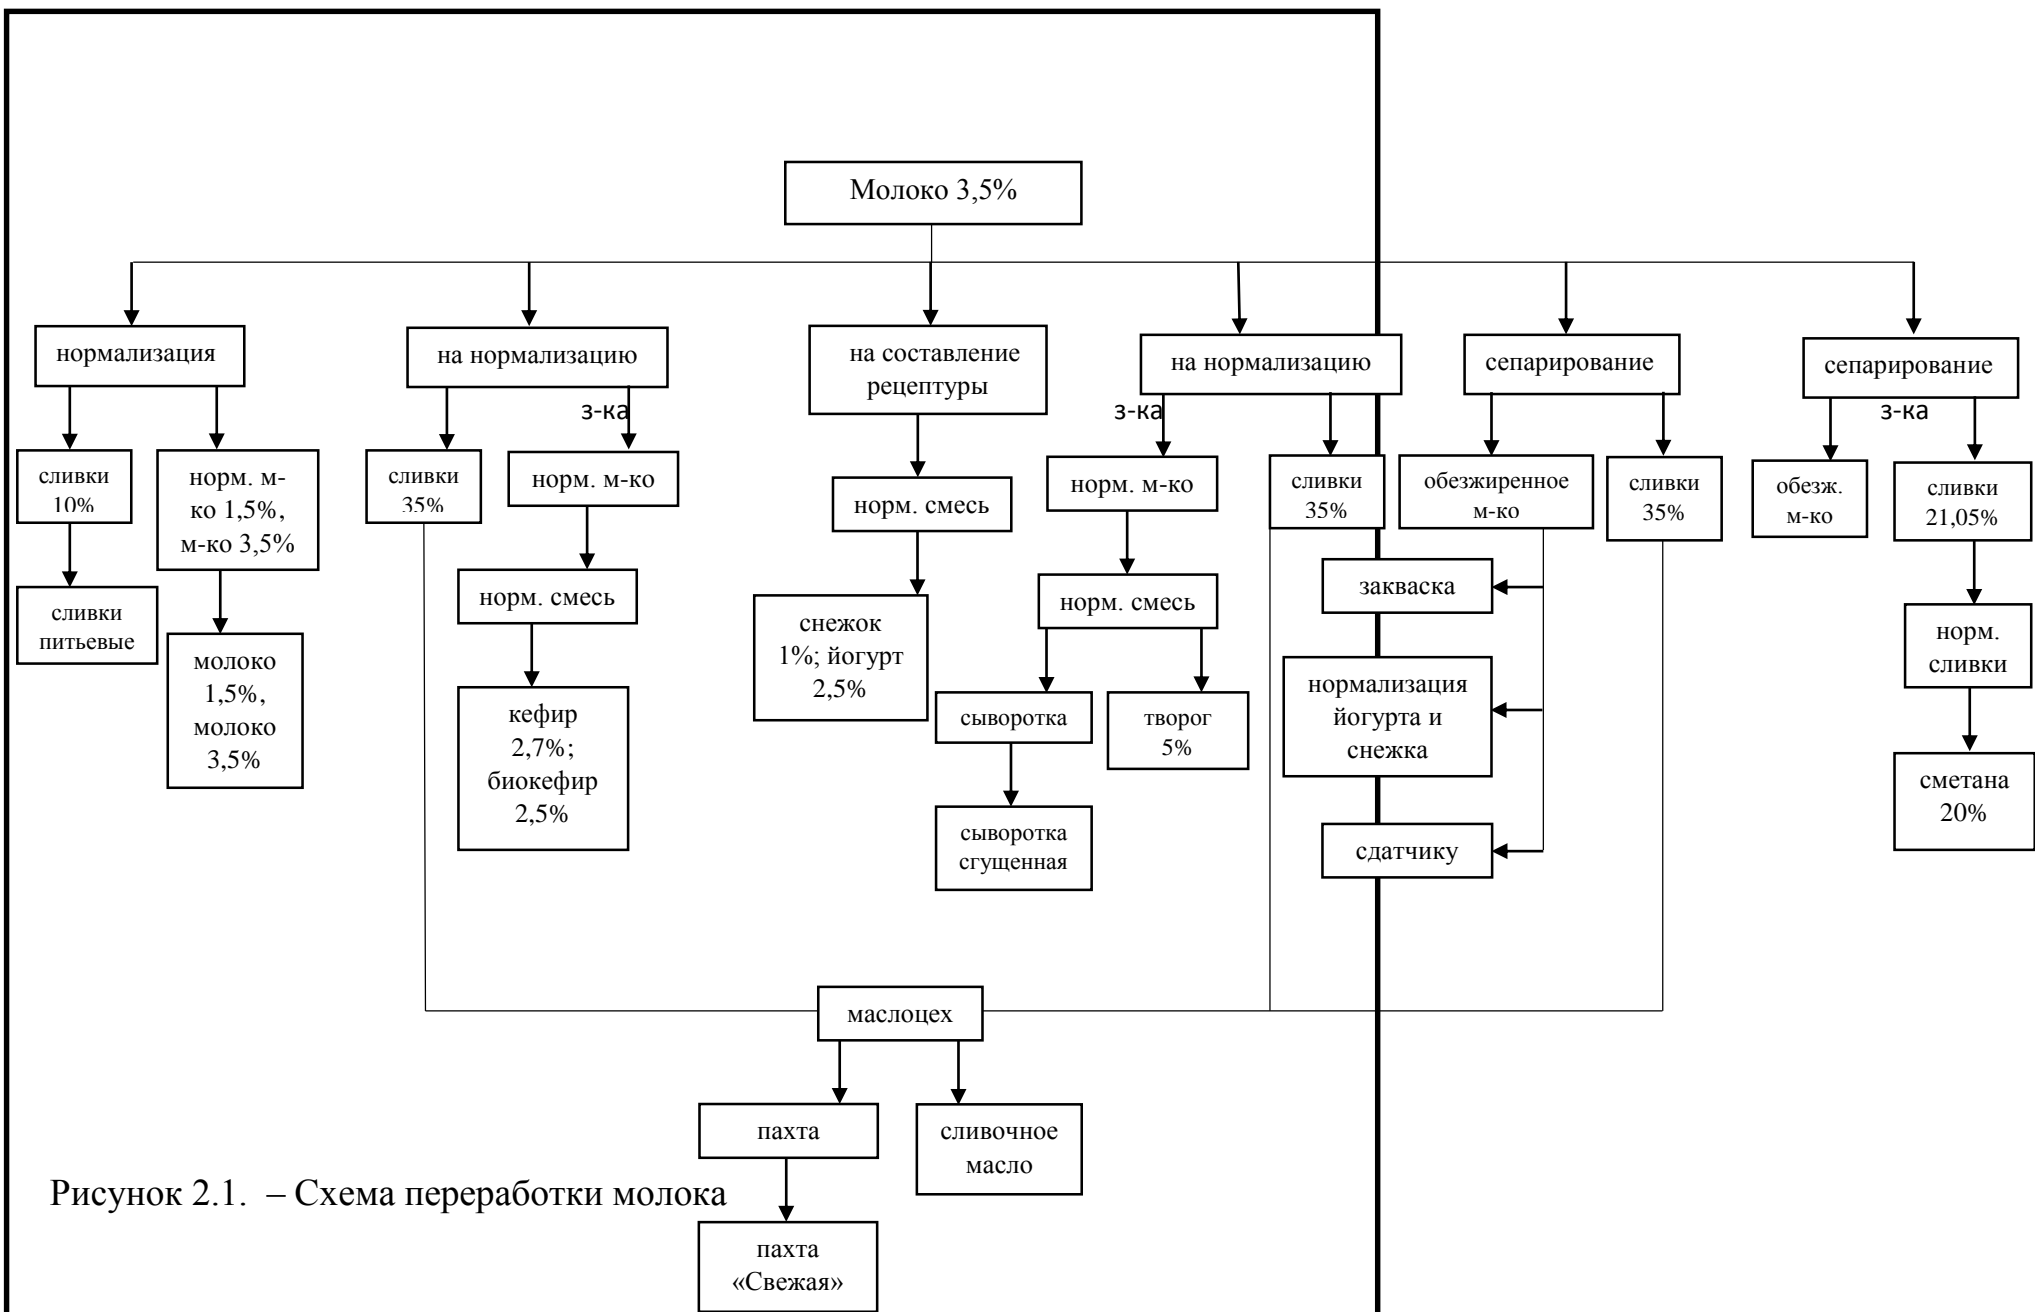 Молоко 3,5%
нормализация
на нормализацию
на составление
рецептуры
на нормализацию
сепарирование
сепарирование
з-ка
з-ка
з-ка
сливки
10%
норм. м-
ко 1,5%,
м-ко 3,5%
сливки
35%
норм. м-ко
норм. смесь
норм. м-ко
сливки
35%
обезжиренное
м-ко
сливки
35%
обезж.
м-ко
сливки
21,05%
сливки
питьевые
молоко
1,5%,
молоко
3,5%
норм. смесь
кефир
2,7%;
биокефир
2,5%
снежок
1%; йогурт
2,5%
норм. смесь
сыворотка
творог
5%
сыворотка
сгущенная
закваска
нормализация
йогурта и
снежка
сдатчику
норм.
сливки
сметана
20%
маслоцех
пахта
сливочное
масло
Рисунок 2.1. – Схема переработки молока
пахта
«Свежая»